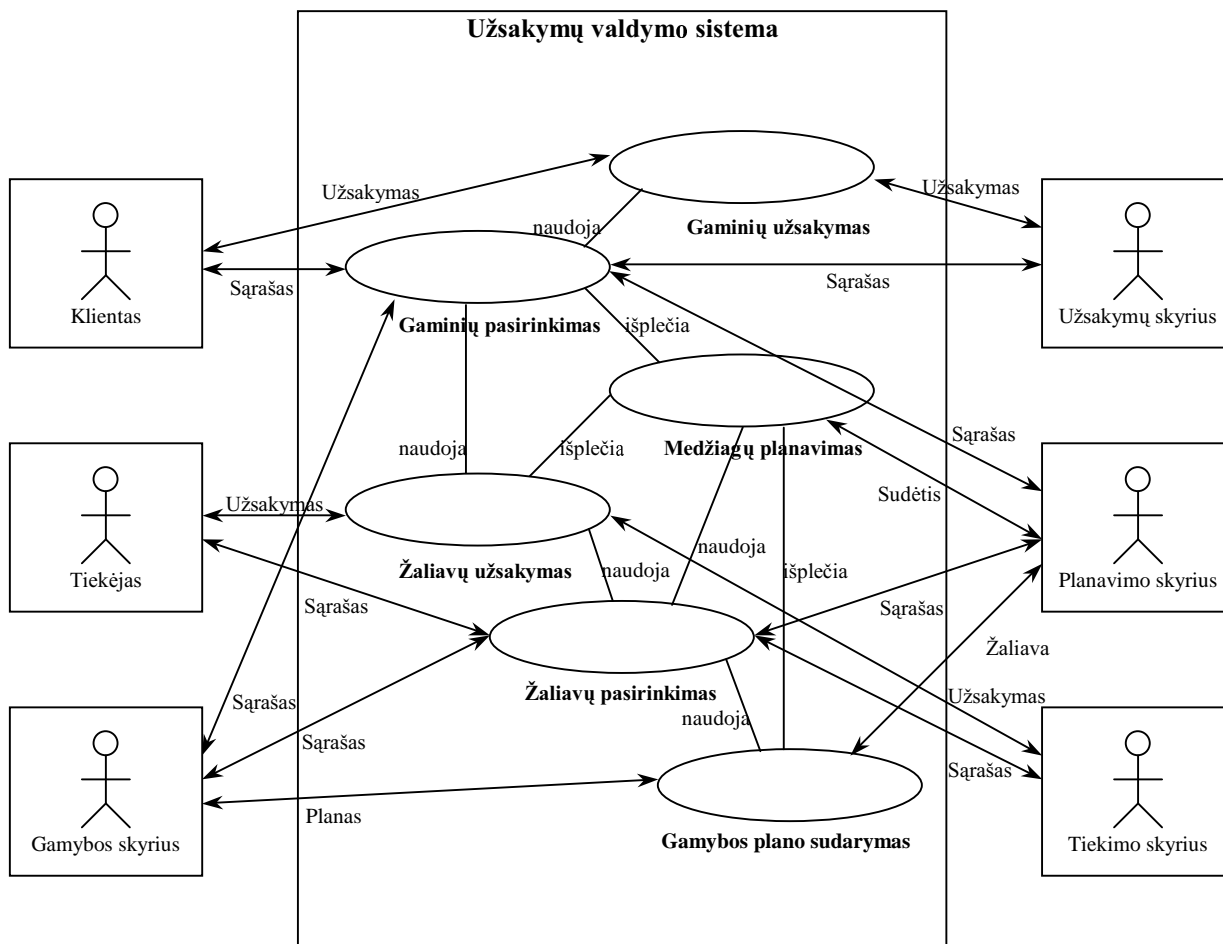 Užsakymų valdymo sistema
Užsakymas
Užsakymas
naudoja
Gaminių užsakymas
Sąrašas
Sąrašas
Klientas
Gaminių pasirinkimas
išplečia
Užsakymų skyrius
Sąrašas
naudoja
išplečia
Medžiagų planavimas
Sudėtis
Užsakymas
naudoja
Tiekėjas
Žaliavų užsakymas
naudoja
išplečia
Planavimo skyrius
Sąrašas
Sąrašas
Žaliava
Sąrašas
Žaliavų pasirinkimas
Užsakymas
naudoja
Sąrašas
Sąrašas
Planas
Gamybos skyrius
Gamybos plano sudarymas
Tiekimo skyrius